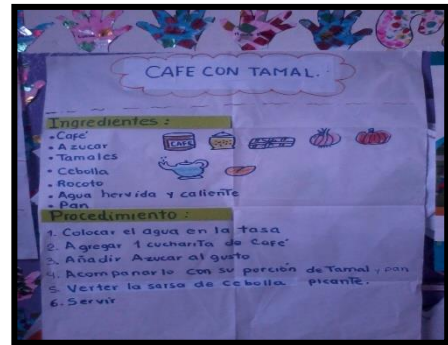 CAFE CON TAMAL.
Ingredientes :
• Café
• Azucar
• Tamales
• Cebolla
• Rocoto
• Agua hervida y caliente
• Pan
CAFE
Procedimiento :
1. Colocar el agua en la tasa
2. Agregar 1 cucharita de Café
3. Añadir Azucar al gusto
4. Acompañarlo con su porción de Tamal y pan
5. Verter la salsa de cebolla picante.
6. Servir